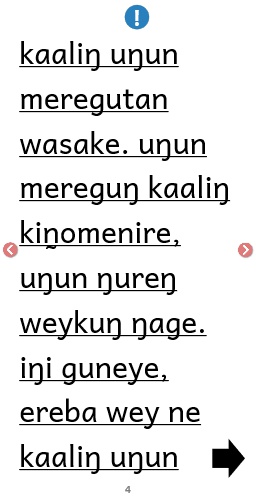 kaaliŋ uŋun
meregutan
wasake. uŋun
mereguŋ kaaliŋ
kiṉomenire,
uŋun ŋureŋ
weykuŋ ŋage.
iŋi guneye,
ereba wey ne
kaaliŋ uŋun
4